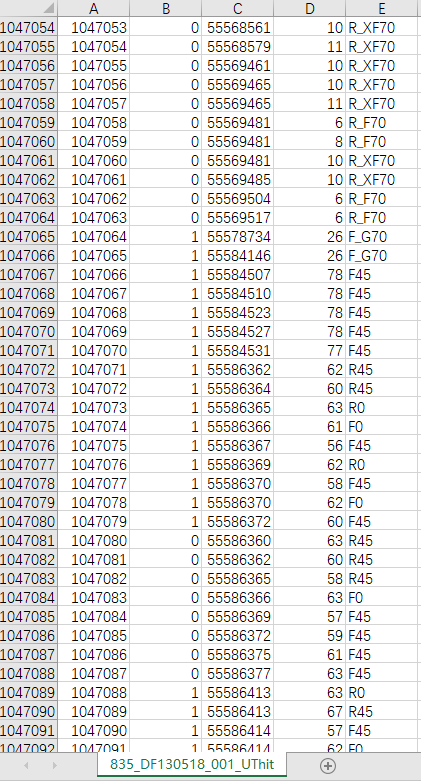 A B C D E
1047054 1047053 0 55568561 10 R_XF70
1047055 1047054 0 55568579 11 R_XF70
1047056 1047055 0 55569461 10 R_XF70
1047057 1047056 0 55569465 10 R_XF70
1047058 1047057 0 55569465 11 R_XF70
1047059 1047058 0 55569481 6 R_F70
1047060 1047059 0 55569481 8 R_F70
1047061 1047060 0 55569481 10 R_XF70
1047062 1047061 0 55569485 10 R_XF70
1047063 1047062 0 55569504 6 R_F70
1047064 1047063 0 55569517 6 R_F70
1047065 1047064 1 55578734 26 F_G70
1047066 1047065 1 55584146 26 F_G70
1047067 1047066 1 55584507 78 F45
1047068 1047067 1 55584510 78 F45
1047069 1047068 1 55584523 78 F45
1047070 1047069 1 55584527 78 F45
1047071 1047070 1 55584531 77 F45
1047072 1047071 1 55586362 62 R45
1047073 1047072 1 55586364 60 R45
1047074 1047073 1 55586365 63 R0
1047075 1047074 1 55586366 61 F0
1047076 1047075 1 55586367 56 F45
1047077 1047076 1 55586369 62 R0
1047078 1047077 1 55586370 58 F45
1047079 1047078 1 55586370 62 F0
1047080 1047079 1 55586372 60 F45
1047081 1047080 0 55586360 63 R45
1047082 1047081 0 55586362 60 R45
1047083 1047082 0 55586365 58 R45
1047084 1047083 0 55586366 63 F0
1047085 1047084 0 55586369 57 F45
1047086 1047085 0 55586372 59 F45
1047087 1047086 0 55586375 61 F45
1047088 1047087 0 55586377 63 F45
1047089 1047088 1 55586413 63 R0
1047090 1047089 1 55586413 67 R45
1047091 1047090 1 55586414 57 F45
1047092 1047091 1 55586414 62 F0
835_DF130518_001_UThit